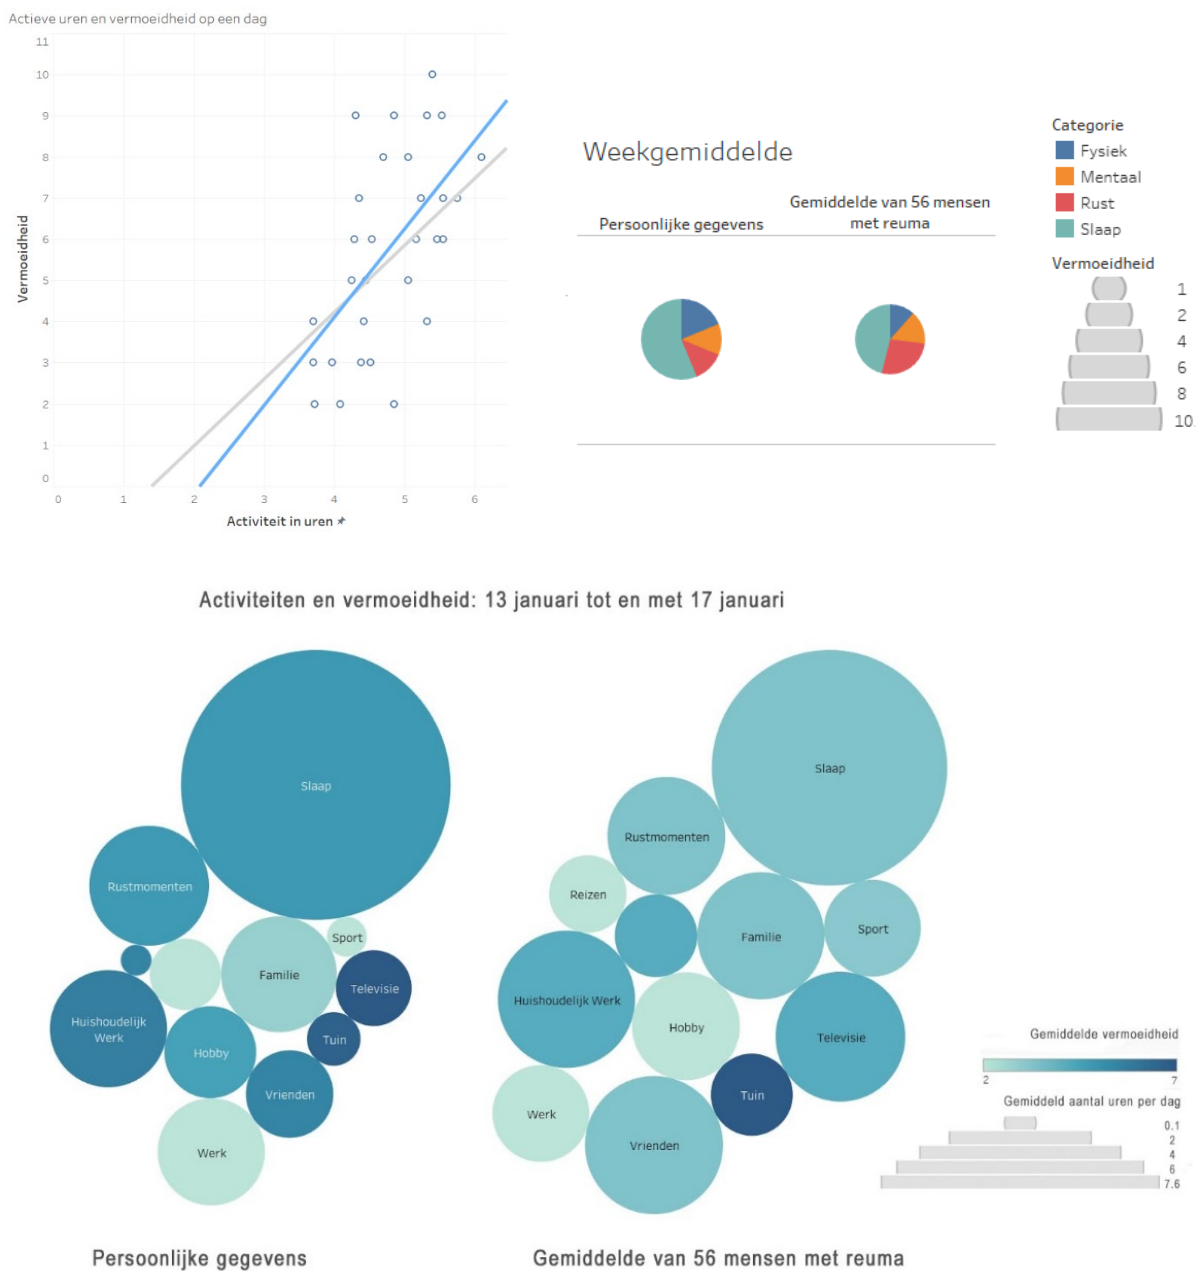 Actieve uren en vermoeidheid op een dag
11
10
9
8
7
6
5
4
3
2
1
0
Vermoeidheid
0 1 2 3 4 5 6
Activiteit in uren
Weekgemiddelde
Persoonlijke gegevens
Gemiddelde van 56 mensen
met reuma
Categorie
Fysiek
Mentaal
Rust
Slaap
Vermoeidheid
1
2
4
6
8
10
Activiteiten en vermoeidheid: 13 januari tot en met 17 januari
Slaap
Rustmomenten
Sport
Familie
Televisie
Huishoudelijk
Werk
Tuin
Hobby
Vrienden
Werk
Slaap
Rustmomenten
Reizen
Sport
Familie
Huishoudelijk Werk
Hobby
Televisie
Tuin
Werk
Vrienden
Gemiddelde vermoeidheid
2 7
Gemiddeld aantal uren per dag
0.1
2
4
6
7.6
Persoonlijke gegevens
Gemiddelde van 56 mensen met reuma